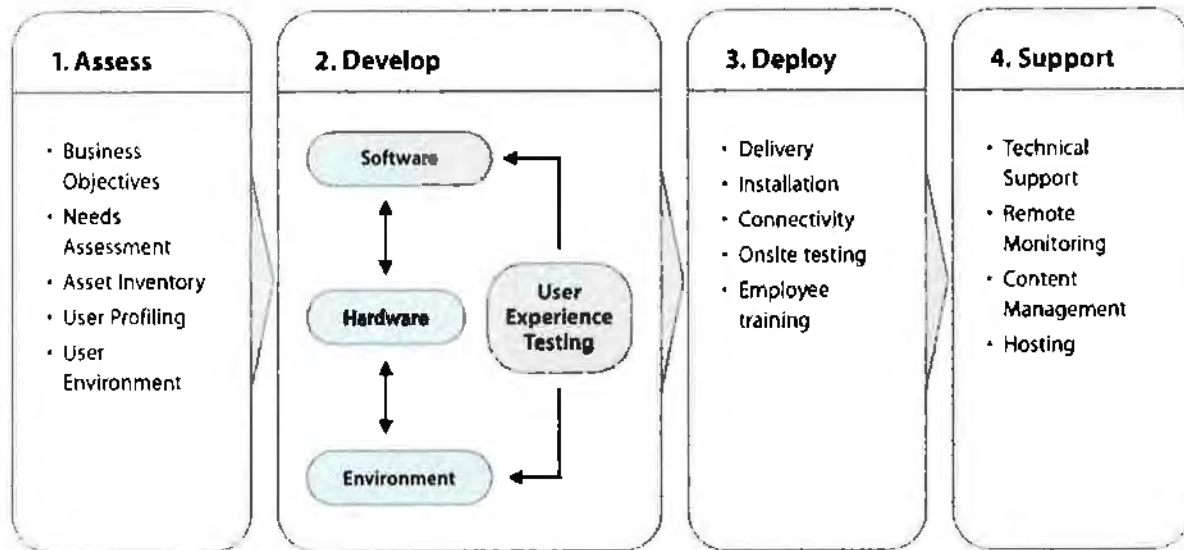 1. Assess
• Business
Objectives
• Needs
Assessment
• Asset Inventory
• User Profiling
• User
Environment
2. Develop
Software
Hardware
Environment
User
Experience
Testing
3. Deploy
• Delivery
• Installation
• Connectivity
• Onsite testing
• Employee
training
4. Support
• Technical
Support
• Remote
Monitoring
• Content
Management
• Hosting